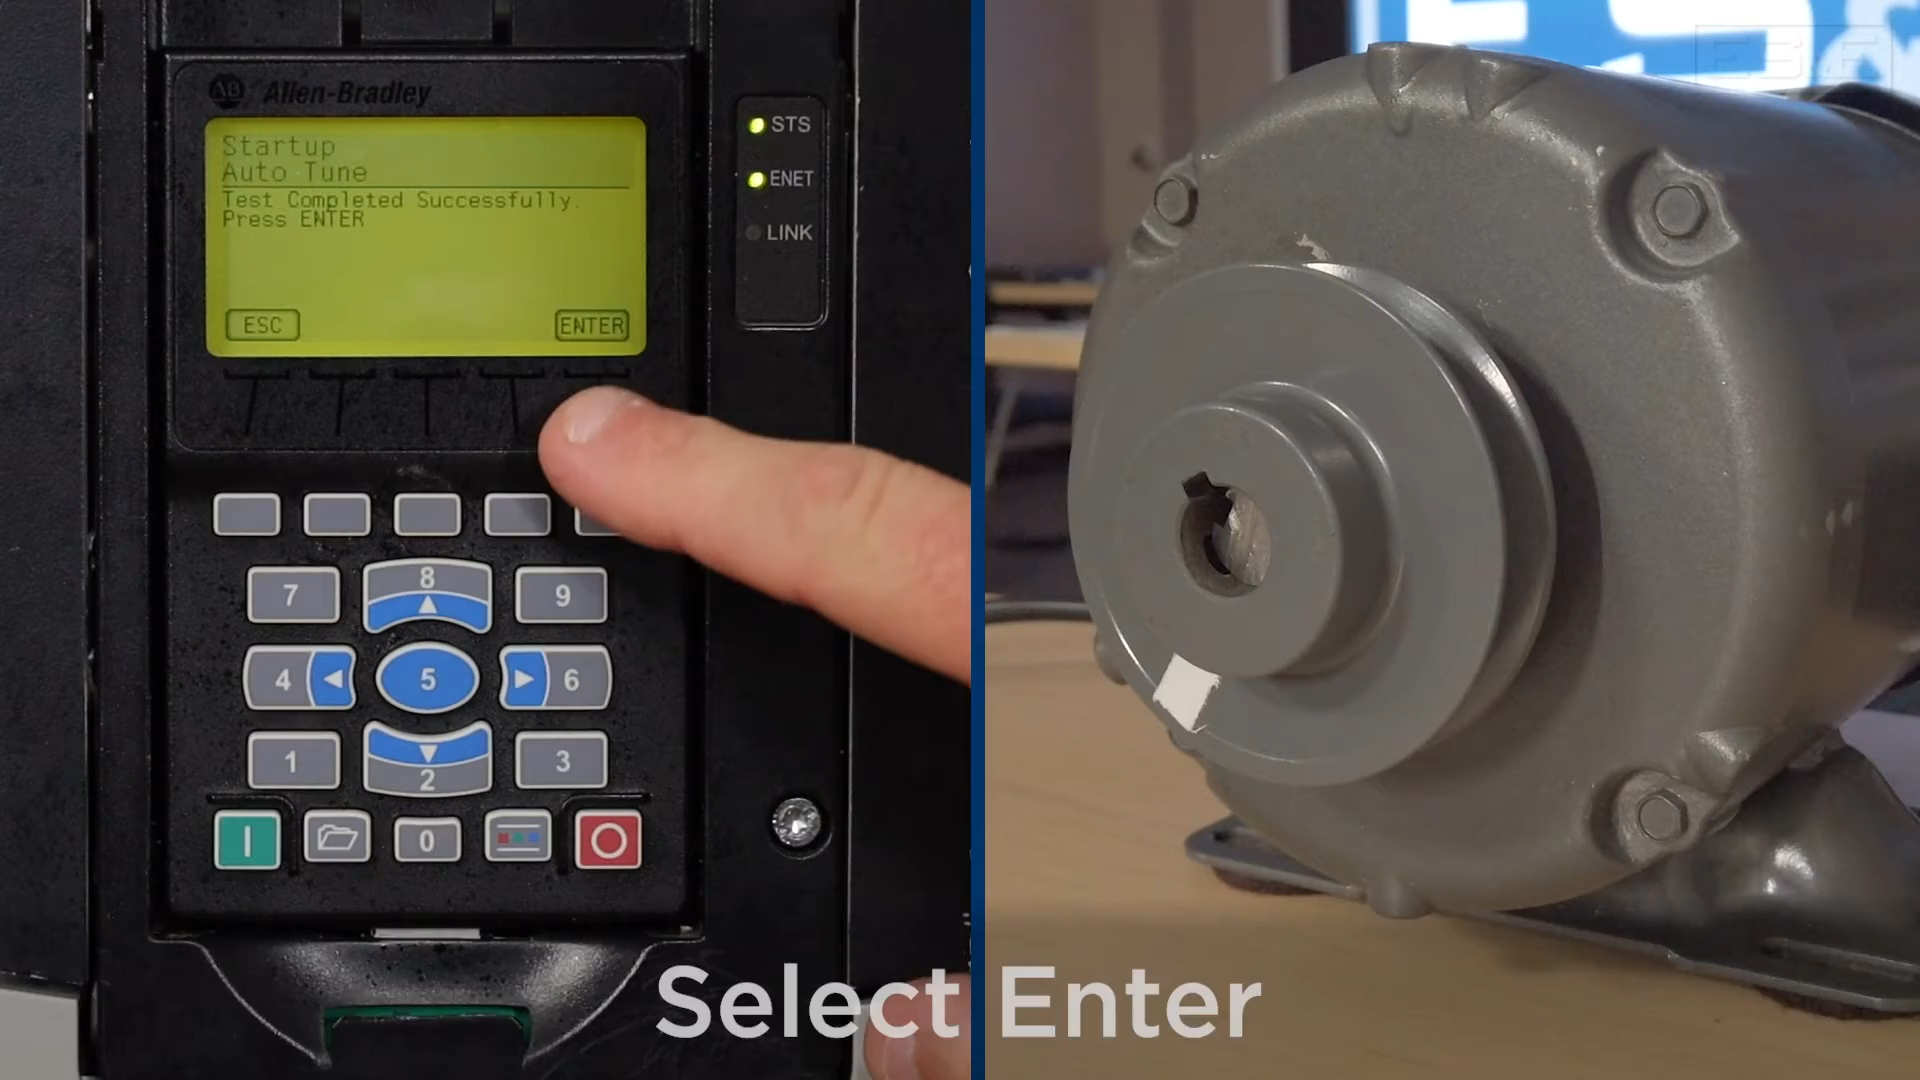 AB Allen-Bradley
Startup
Auto Tune
Test Completed Successfully.
Press ENTER
ESC
ENTER
STS
ENET
LINK
7
8
9
4
5
6
1
2
3
0
Select Enter